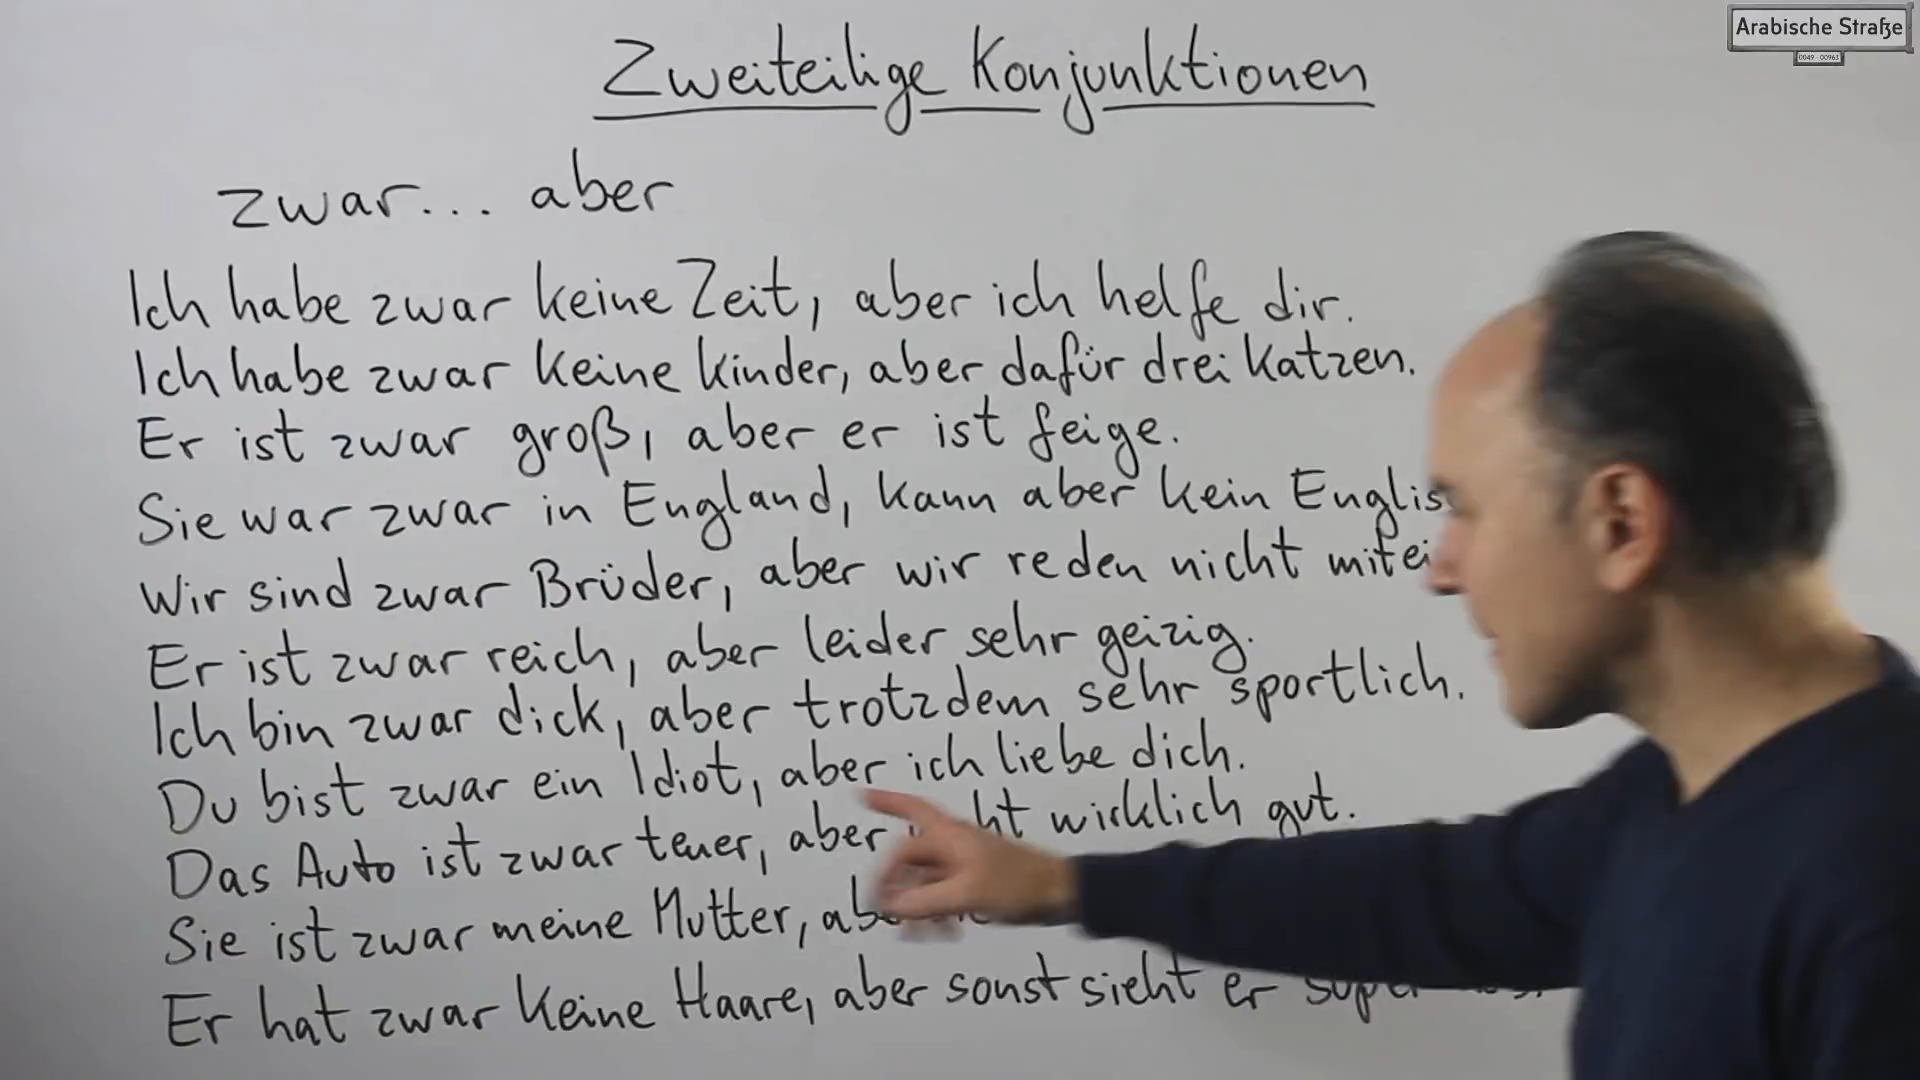 Arabische Straße
0049 - 00963
Zweiteilige Konjunktionen
zwar... aber
Ich habe zwar keine Zeit, aber ich helfe dir.
Ich habe zwar keine Kinder, aber dafür drei Katzen.
Er ist zwar groß, aber er ist feige.
Sie war zwar in England, kann aber kein
Wir sind zwar Brüder, aber wir reden nicht
Er ist zwar reich, aber leider sehr geizig.
Ich bin zwar dick, aber trotzdem sehr sportlich.
Du bist zwar ein Idiot, aber ich liebe dich.
Das Auto ist zwar teuer, aber wirklich gut.
Sie ist zwar meine Mutter,
Er hat zwar keine Haare, aber sonst sieht er